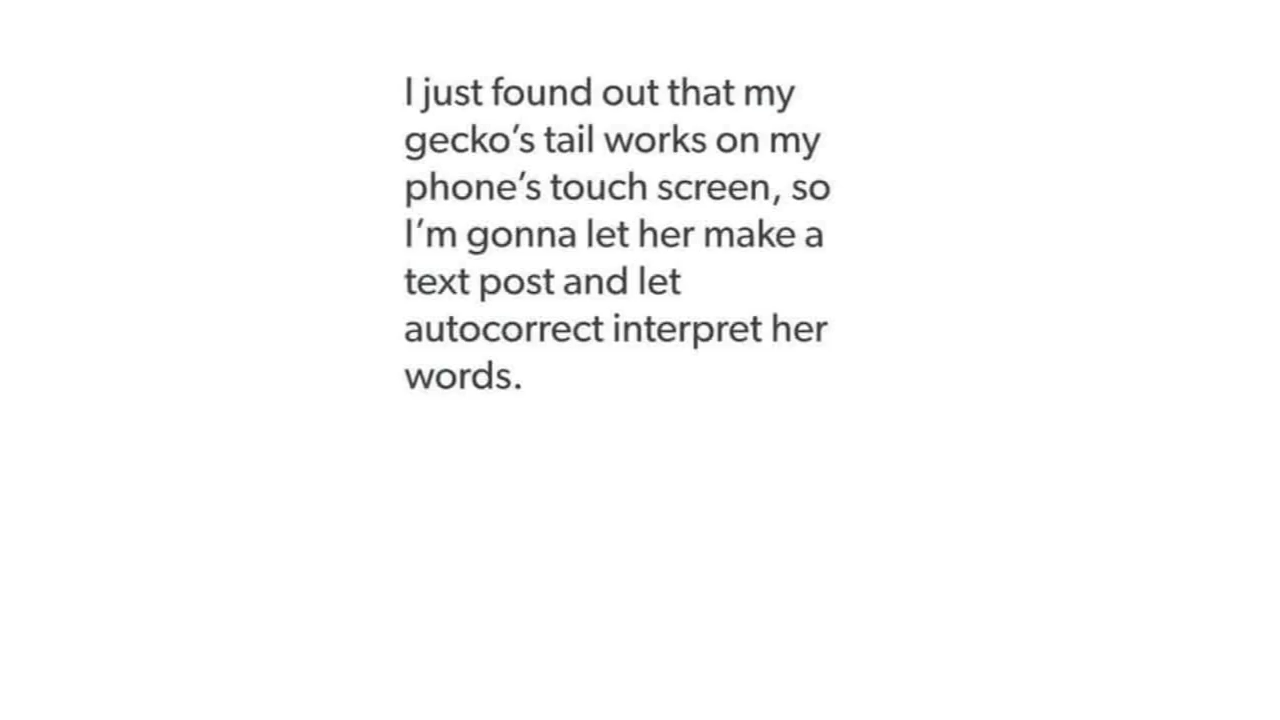 I just found out that my
gecko’s tail works on my
phone’s touch screen, so
I’m gonna let her make a
text post and let
autocorrect interpret her
words.